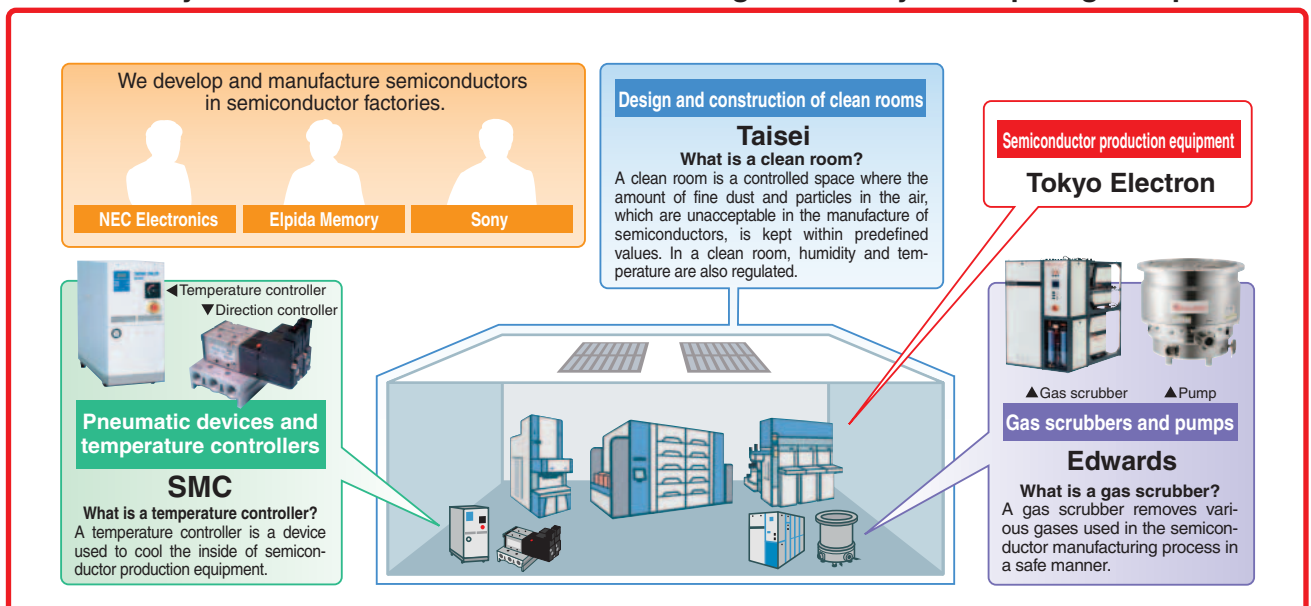 We develop and manufacture semiconductors
in semiconductor factories.
NEC Electronics
Elpida Memory
Sony
Design and construction of clean rooms
Taisei
What is a clean room?
A clean room is a controlled space where the
amount of fine dust and particles in the air,
which are unacceptable in the manufacture of
semiconductors, is kept within predefined
values. In a clean room, humidity and tem-
perature are also regulated.
Semiconductor production equipment
Tokyo Electron
◀Temperature controller
▼Direction controller
Pneumatic devices and
temperature controllers
SMC
What is a temperature controller?
A temperature controller is a device
used to cool the inside of semicon-
ductor production equipment.
▲Gas scrubber
▲Pump
Gas scrubbers and pumps
Edwards
What is a gas scrubber?
A gas scrubber removes vari-
ous gases used in the semicon-
ductor manufacturing process in
a safe manner.